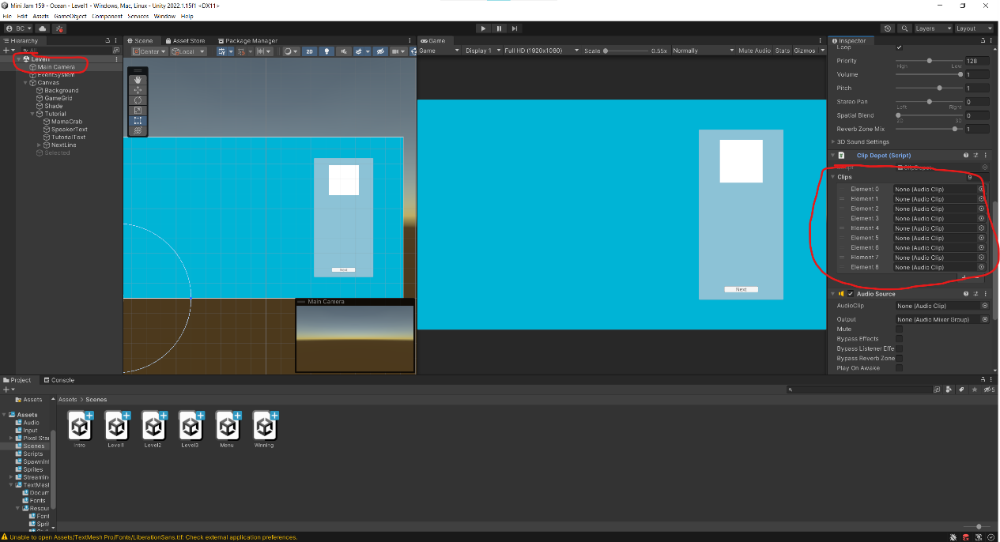 Mini Jam 159 - Ocean - Level1 - Windows, Mac, Linux - Unity 2022.1.15f1 <DX11>
File Edit Assets GameObject Component Services Window Help
BC
Layers
Layout
Hierarchy
All
Level1
Main Camera
EventSystem
Canvas
Background
GameGrid
Shade
Tutorial
MamaCrab
SpeakerText
TutorialText
NextLine
Selected
Scene Asset Store Package Manager
Center Local 2D
Next
Main Camera
Game
Game Display 1 Full HD (1920x1080) Scale 0.55x Normally Mute Audio Stats Gizmos
Next
Inspector
Loop
Priority 128
High Low
Volume 1
Pitch 1
Stereo Pan 0
Left Right
Spatial Blend 0
2D 3D
Reverb Zone Mix 1
3D Sound Settings
Clip Depot (Script)
Script ClipDepot
Clips 9
Element 0 None (Audio Clip)
Element 1 None (Audio Clip)
Element 2 None (Audio Clip)
Element 3 None (Audio Clip)
Element 4 None (Audio Clip)
Element 5 None (Audio Clip)
Element 6 None (Audio Clip)
Element 7 None (Audio Clip)
Element 8 None (Audio Clip)
Audio Source
AudioClip None (Audio Clip)
Output None (Audio Mixer Group)
Mute
Bypass Effects
Bypass Listener Effe
Bypass Reverb Zone
Play On Awake
Project Console
5
Assets
Assets > Scenes
Assets
Audio
Input
Pixel Star
Scenes
Scripts
SpawnInf
Sprites
Streaming
TextMesh
Docum
Fonts
Resour
Font
Sprit
Intro Level1 Level2 Level3 Menu Winning
Unable to open Assets/TextMesh Pro/Fonts/LiberationSans.ttf: Check external application preferences.